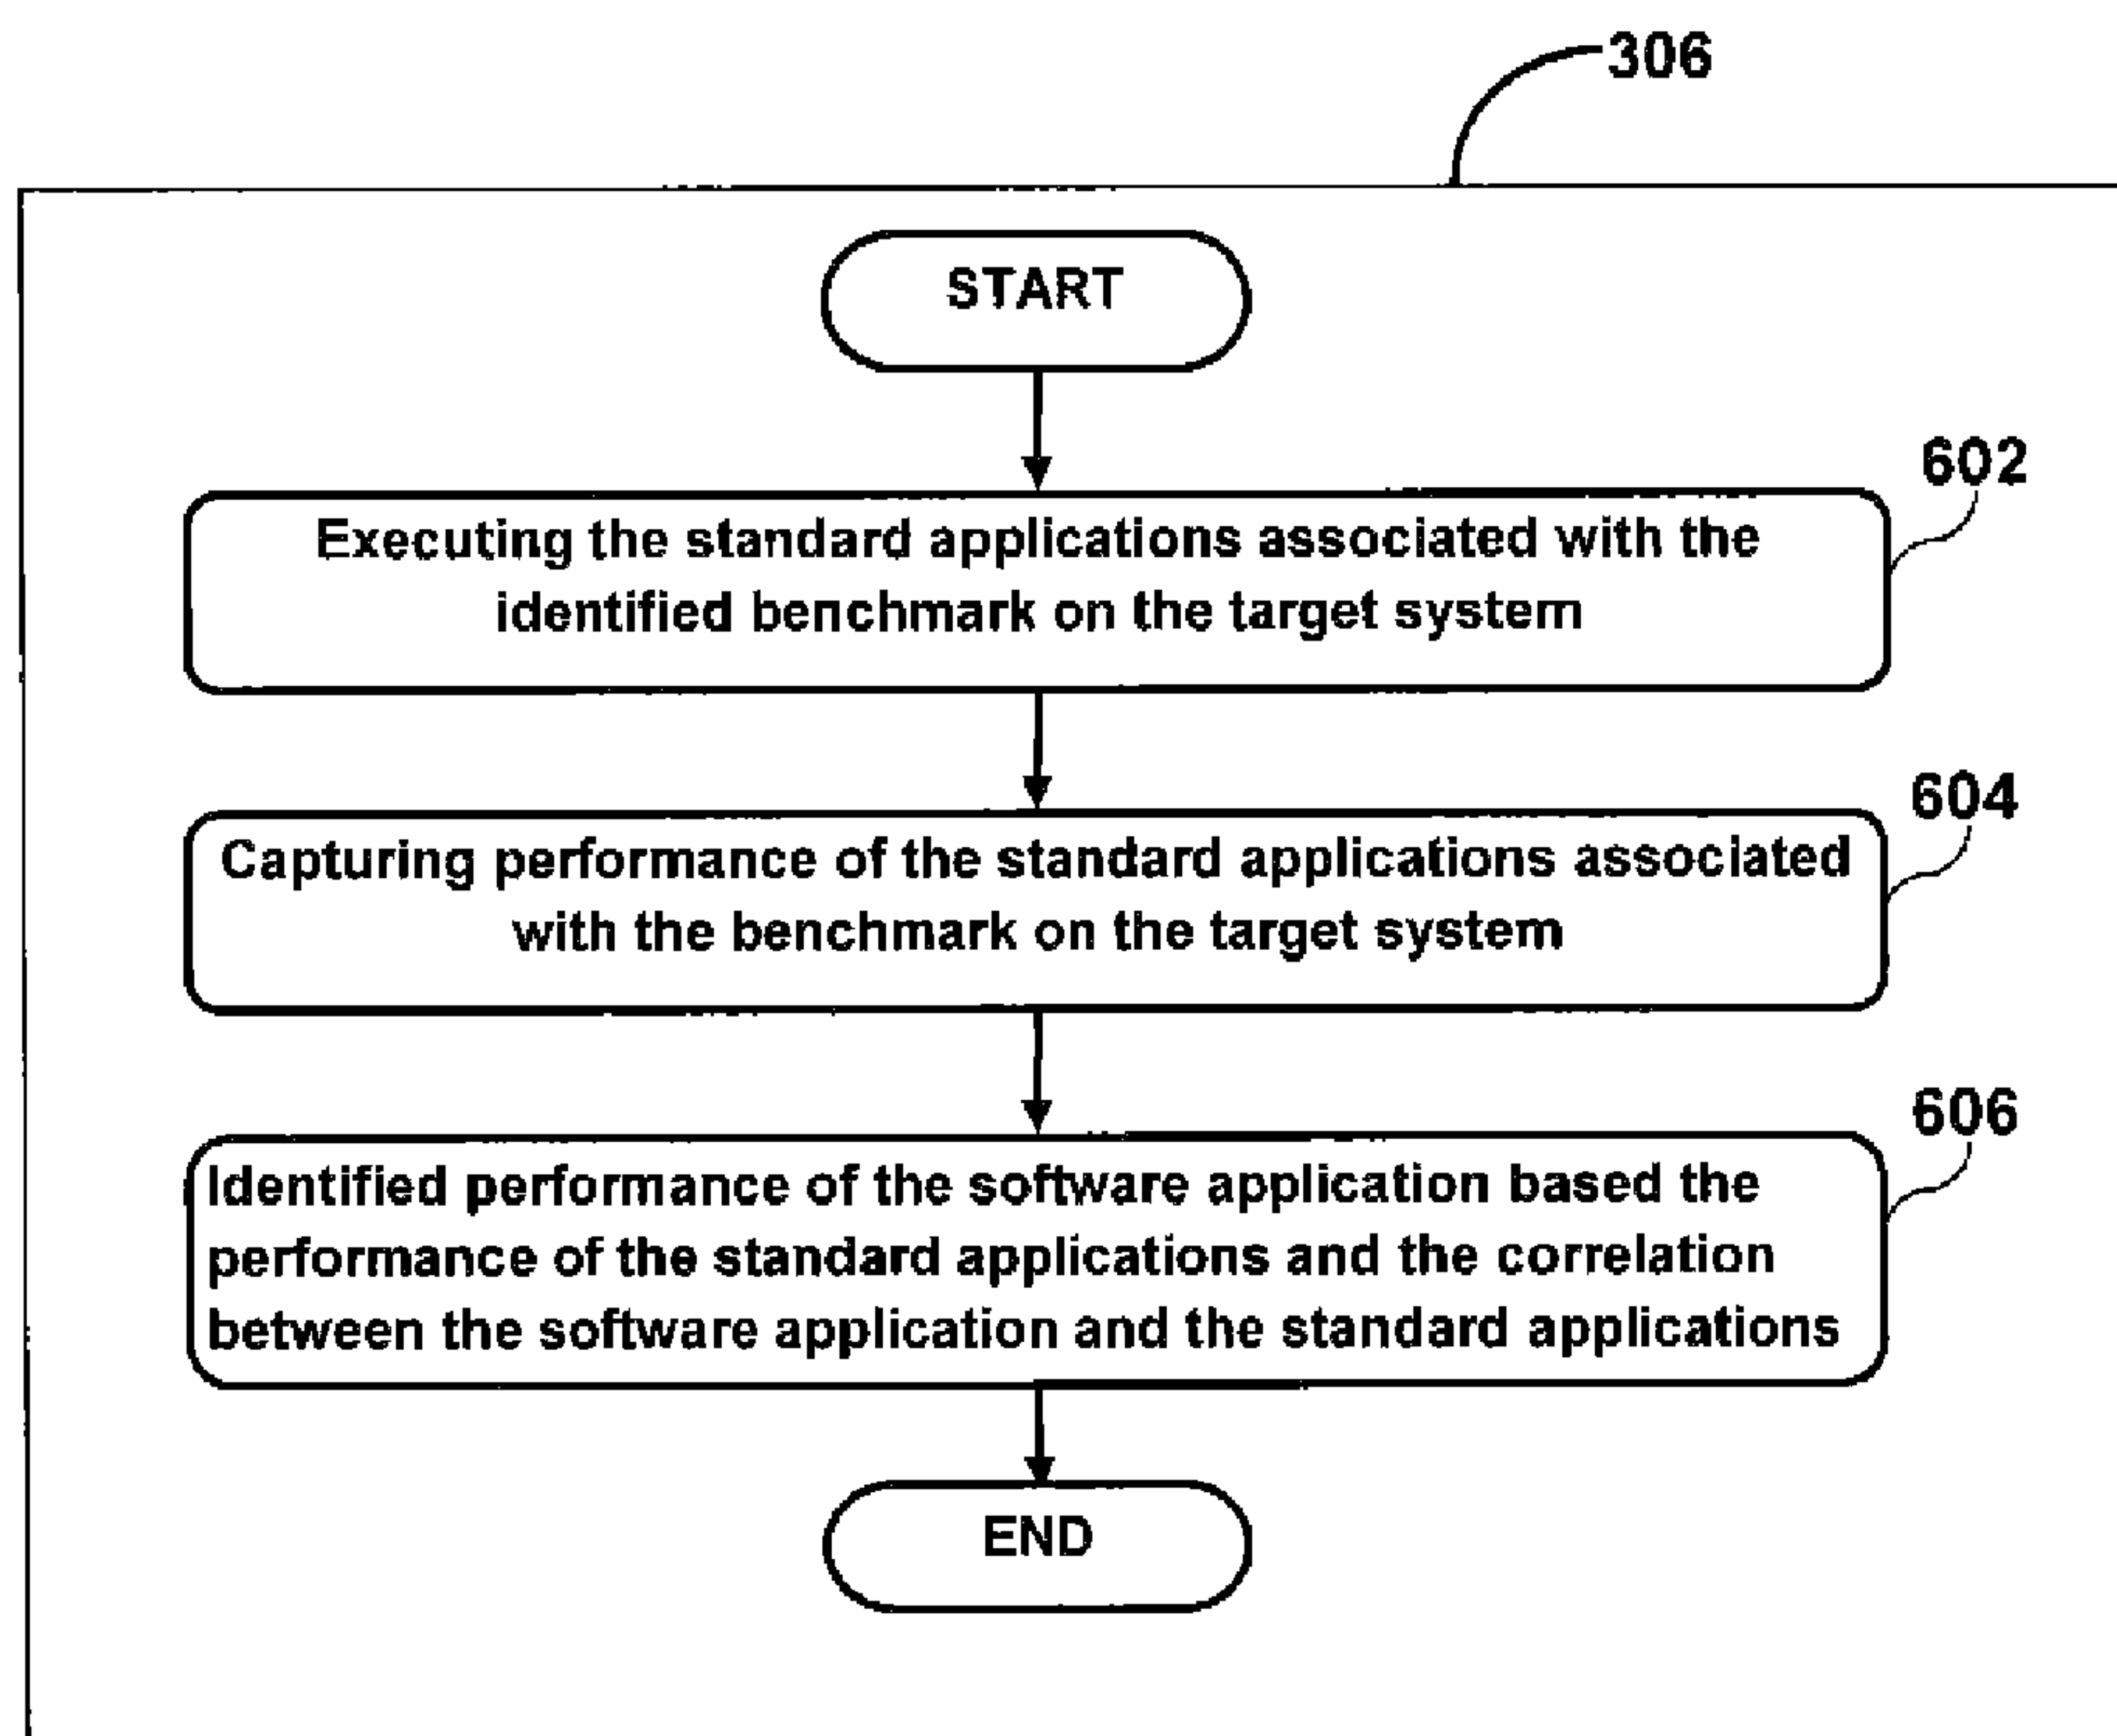 306
START
602
Executing the standard applications associated with the
identified benchmark on the target system
604
Capturing performance of the standard applications associated
with the benchmark on the target system
606
Identified performance of the software application based the
performance of the standard applications and the correlation
between the software application and the standard applications
END